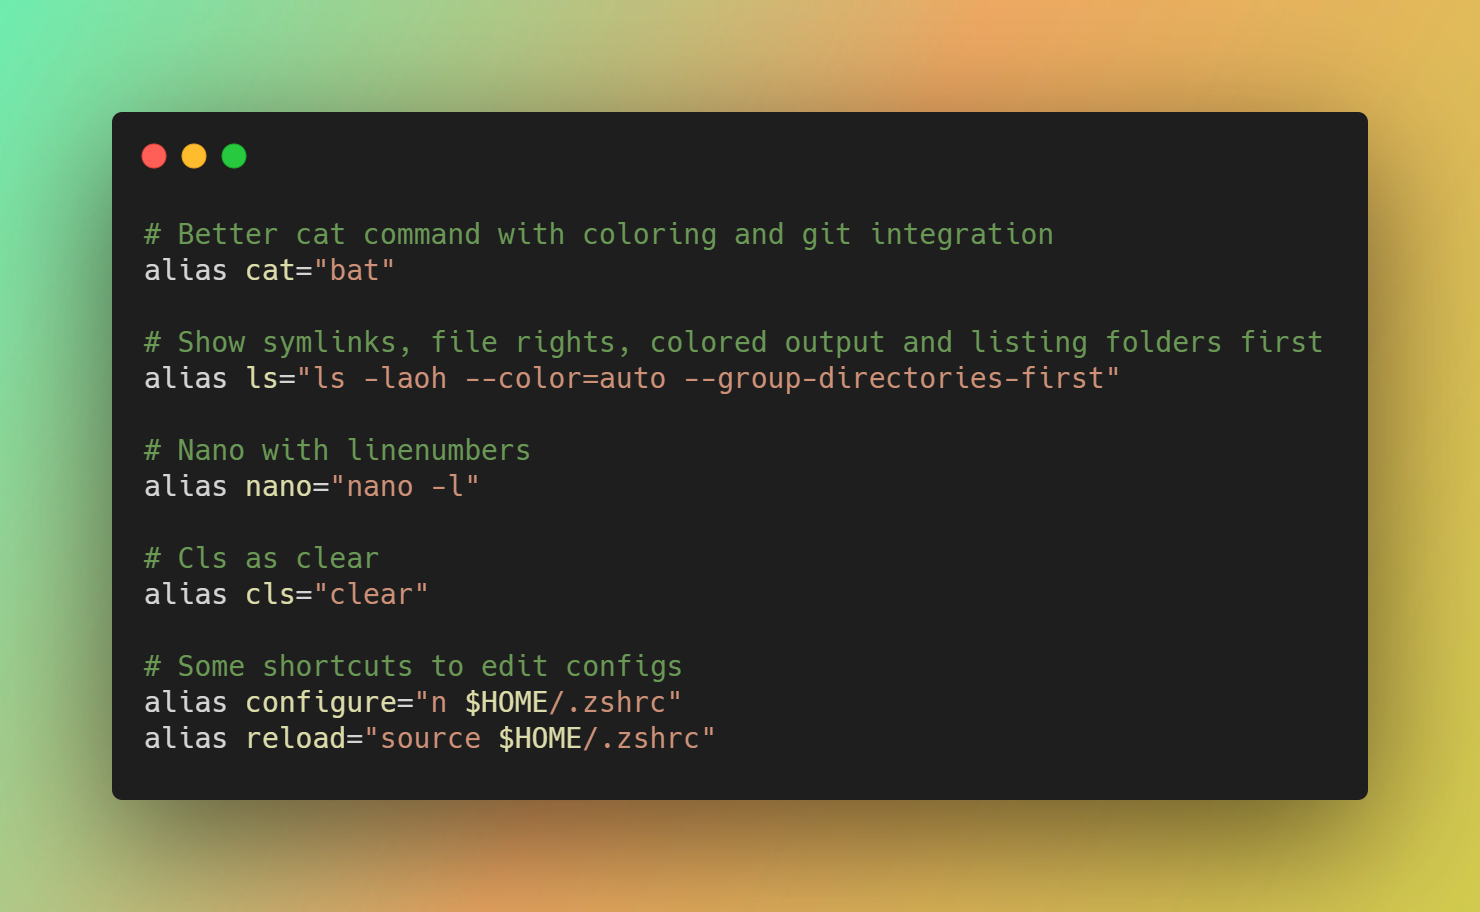 # Better cat command with coloring and git integration
alias cat="bat"
# Show symlinks, file rights, colored output and listing folders first
alias ls="ls -laoh --color=auto --group-directories-first"
# Nano with linenumbers
alias nano="nano -l"
# Cls as clear
alias cls="clear"
# Some shortcuts to edit configs
alias configure="n $HOME/.zshrc"
alias reload="source $HOME/.zshrc"